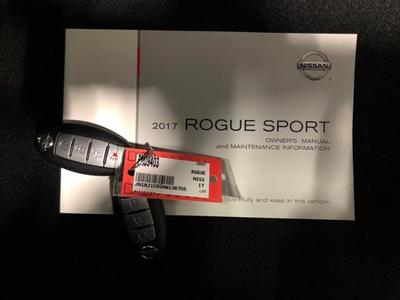 NISSAN
2017 ROGUE SPORT
OWNER'S MANUAL
and MAINTENANCE INFORMATION
ROGUE
NISS
17
carefully and keep in this vehicle.